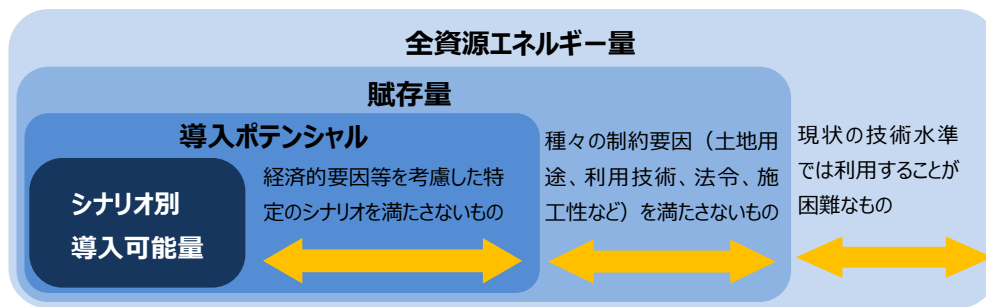 全資源エネルギー量
賦存量
導入ポテンシャル
シナリオ別
導入可能量
経済的要因等を考慮した特
定のシナリオを満たさないもの
種々の制約要因（土地用
途、利用技術、法令、施
工性など）を満たさないもの
現状の技術水準
では利用することが
困難なもの